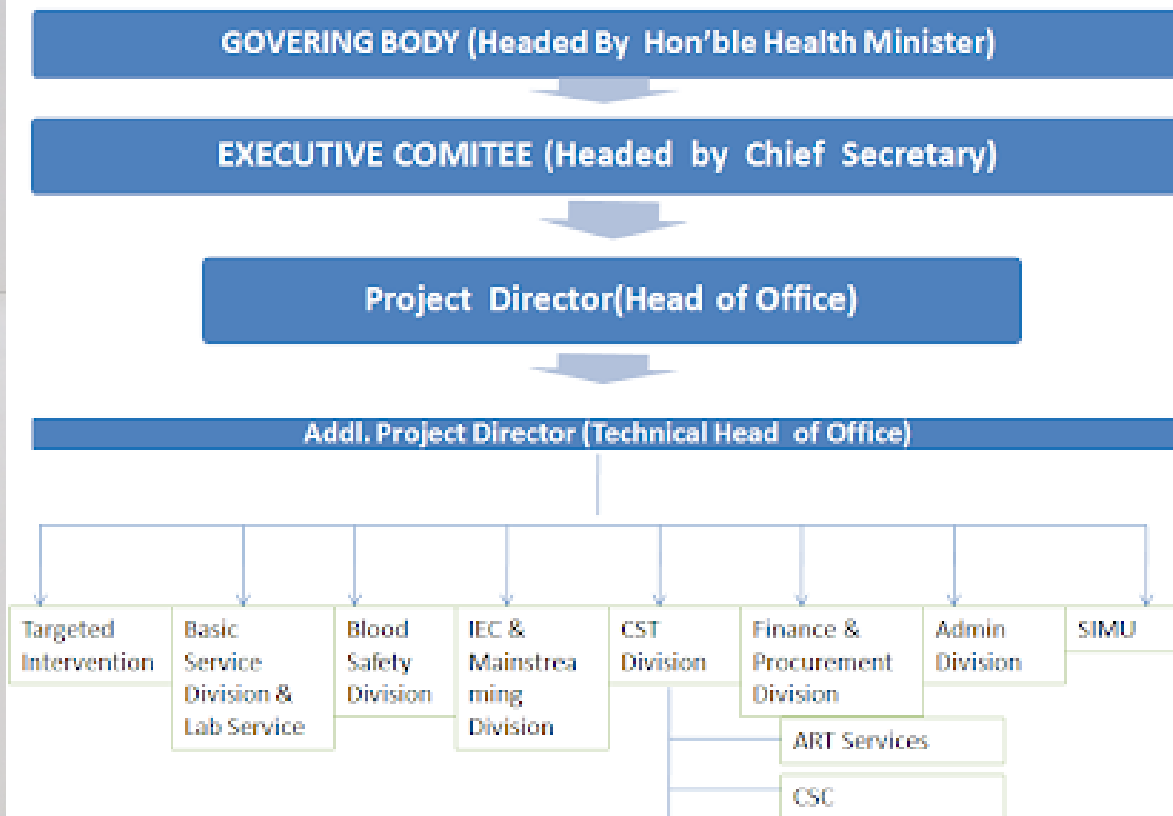 GOVERING BODY (Headed By Hon'ble Health Minister)
EXECUTIVE COMITEE (Headed by Chief Secretary)
Project Director(Head of Office)
Addl. Project Director (Technical Head of Office)
Targeted
Intervention
Basic
Service
Division &
Lab Service
Blood
Safety
Division
IEC &
Mainstrea
ming
Division
CST
Division
Finance &
Procurement
Division
Admin
Division
SIMU
ART Services
CSC